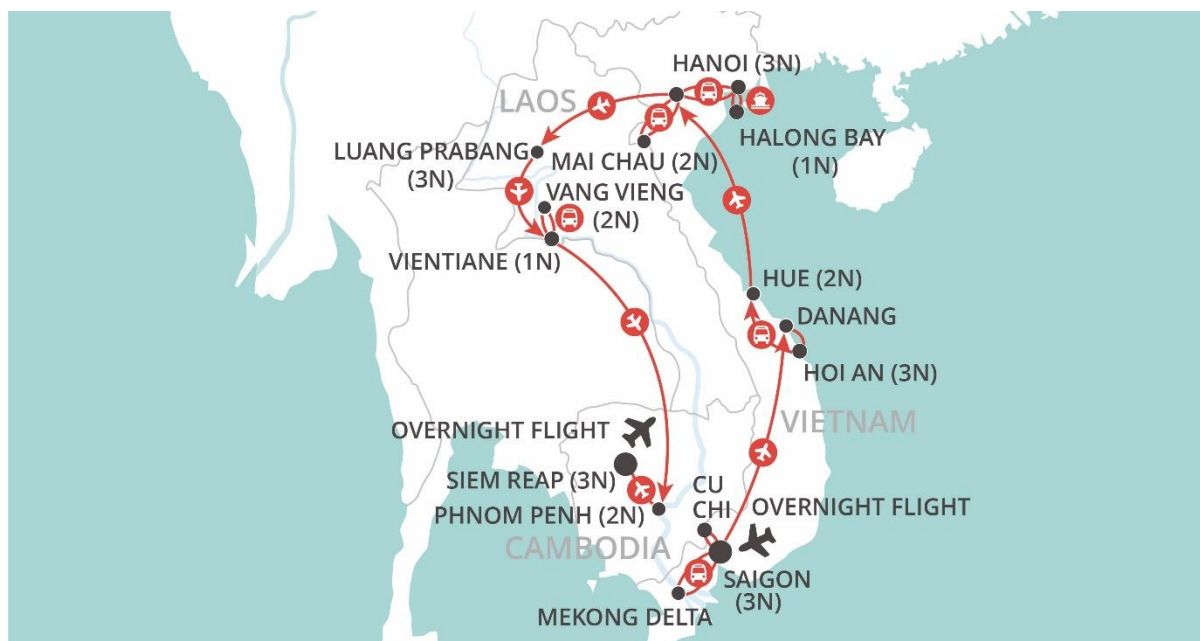 HANOI (3N)
LAOS
HALONG BAY
(1N)
LUANG PRABANG
(3N)
MAI CHAU (2N)
VANG VIENG
(2N)
VIENTIANE (1N)
HUE (2N)
DANANG
HOI AN (3N)
VIETNAM
OVERNIGHT FLIGHT
SIEM REAP (3N)
PHNOM PENH (2N)
CAMBODIA
CU
CHI
OVERNIGHT FLIGHT
SAIGON
(3N)
MEKONG DELTA